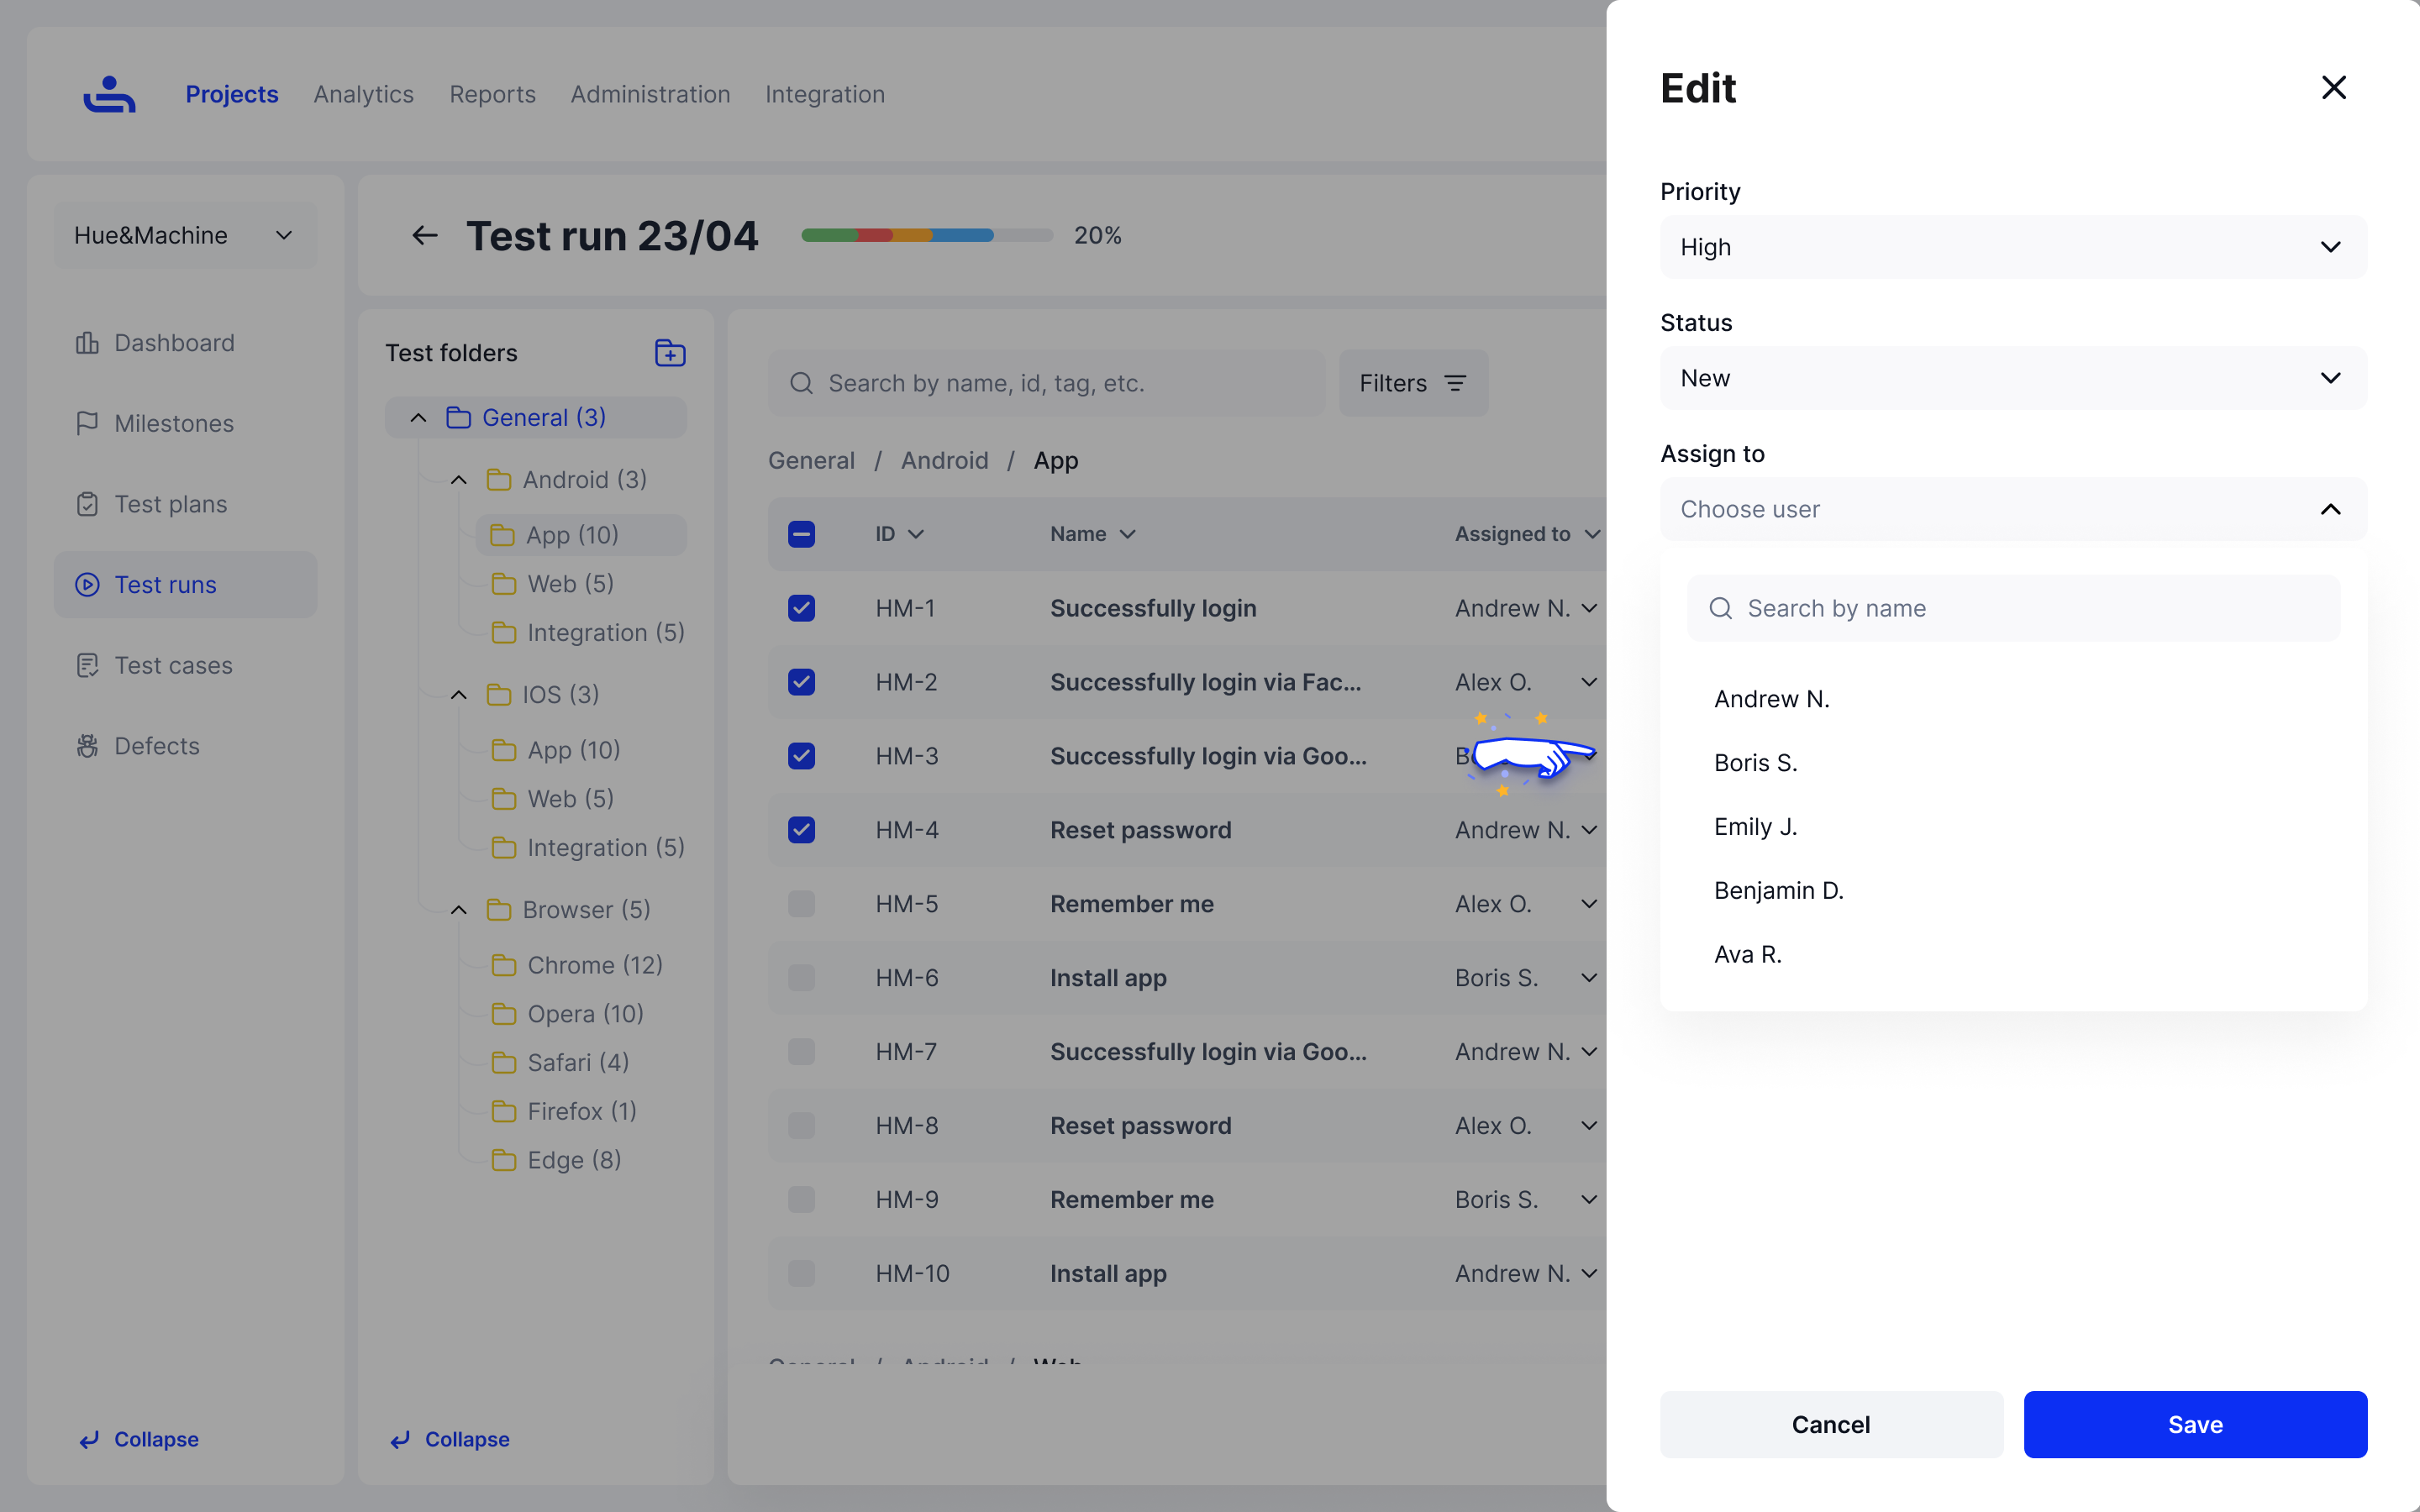 Projects
Analytics
Reports
Administration
Integration
Hue&Machine
Dashboard
Milestones
Test plans
Test runs
Test cases
Defects
Collapse
Test run 23/04
20%
Test folders
General (3)
Android (3)
App (10)
Web (5)
Integration (5)
IOS (3)
App (10)
Web (5)
Integration (5)
Browser (5)
Chrome (12)
Opera (10)
Safari (4)
Firefox (1)
Edge (8)
Collapse
Search by name, id, tag, etc.
Filters
General / Android / App
ID Name Assigned to
HM-1 Successfully login Andrew N.
HM-2 Successfully login via Fac... Alex O.
HM-3 Successfully login via Goo...
HM-4 Reset password Andrew N.
HM-5 Remember me Alex O.
HM-6 Install app Boris S.
HM-7 Successfully login via Goo... Andrew N.
HM-8 Reset password Alex O.
HM-9 Remember me Boris S.
HM-10 Install app Andrew N.
General / Android / Web
Edit
Priority
High
Status
New
Assign to
Choose user
Search by name
Andrew N.
Boris S.
Emily J.
Benjamin D.
Ava R.
Cancel
Save